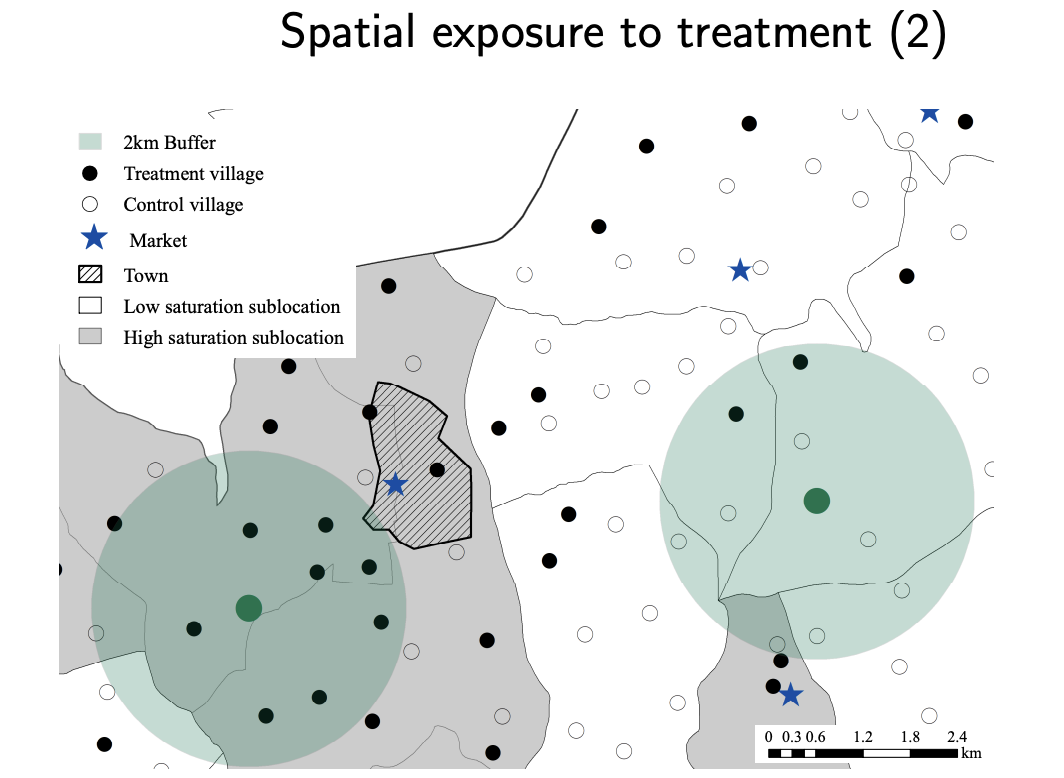 Spatial exposure to treatment (2)
2km Buffer
Treatment village
Control village
Market
Town
Low saturation sublocation
High saturation sublocation
0 0.3 0.6 1.2 1.8 2.4
km